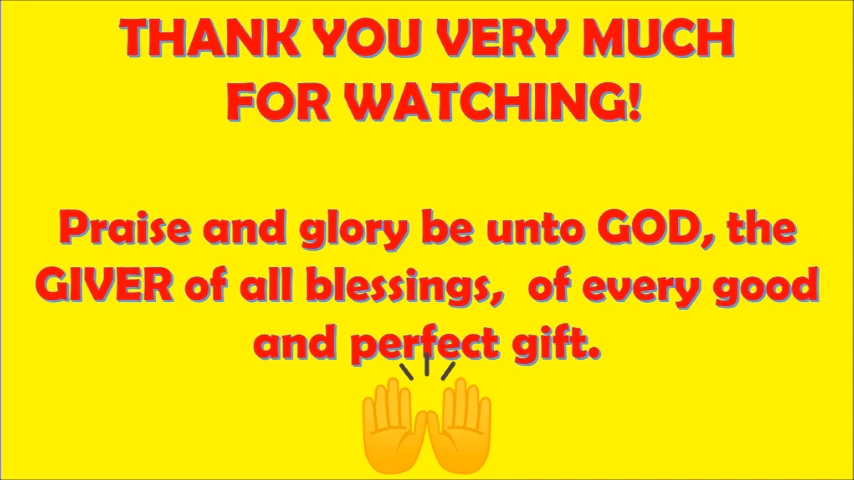 THANK YOU VERY MUCH
FOR WATCHING!
Praise and glory be unto GOD, the
GIVER of all blessings, of every good
and perfect gift.